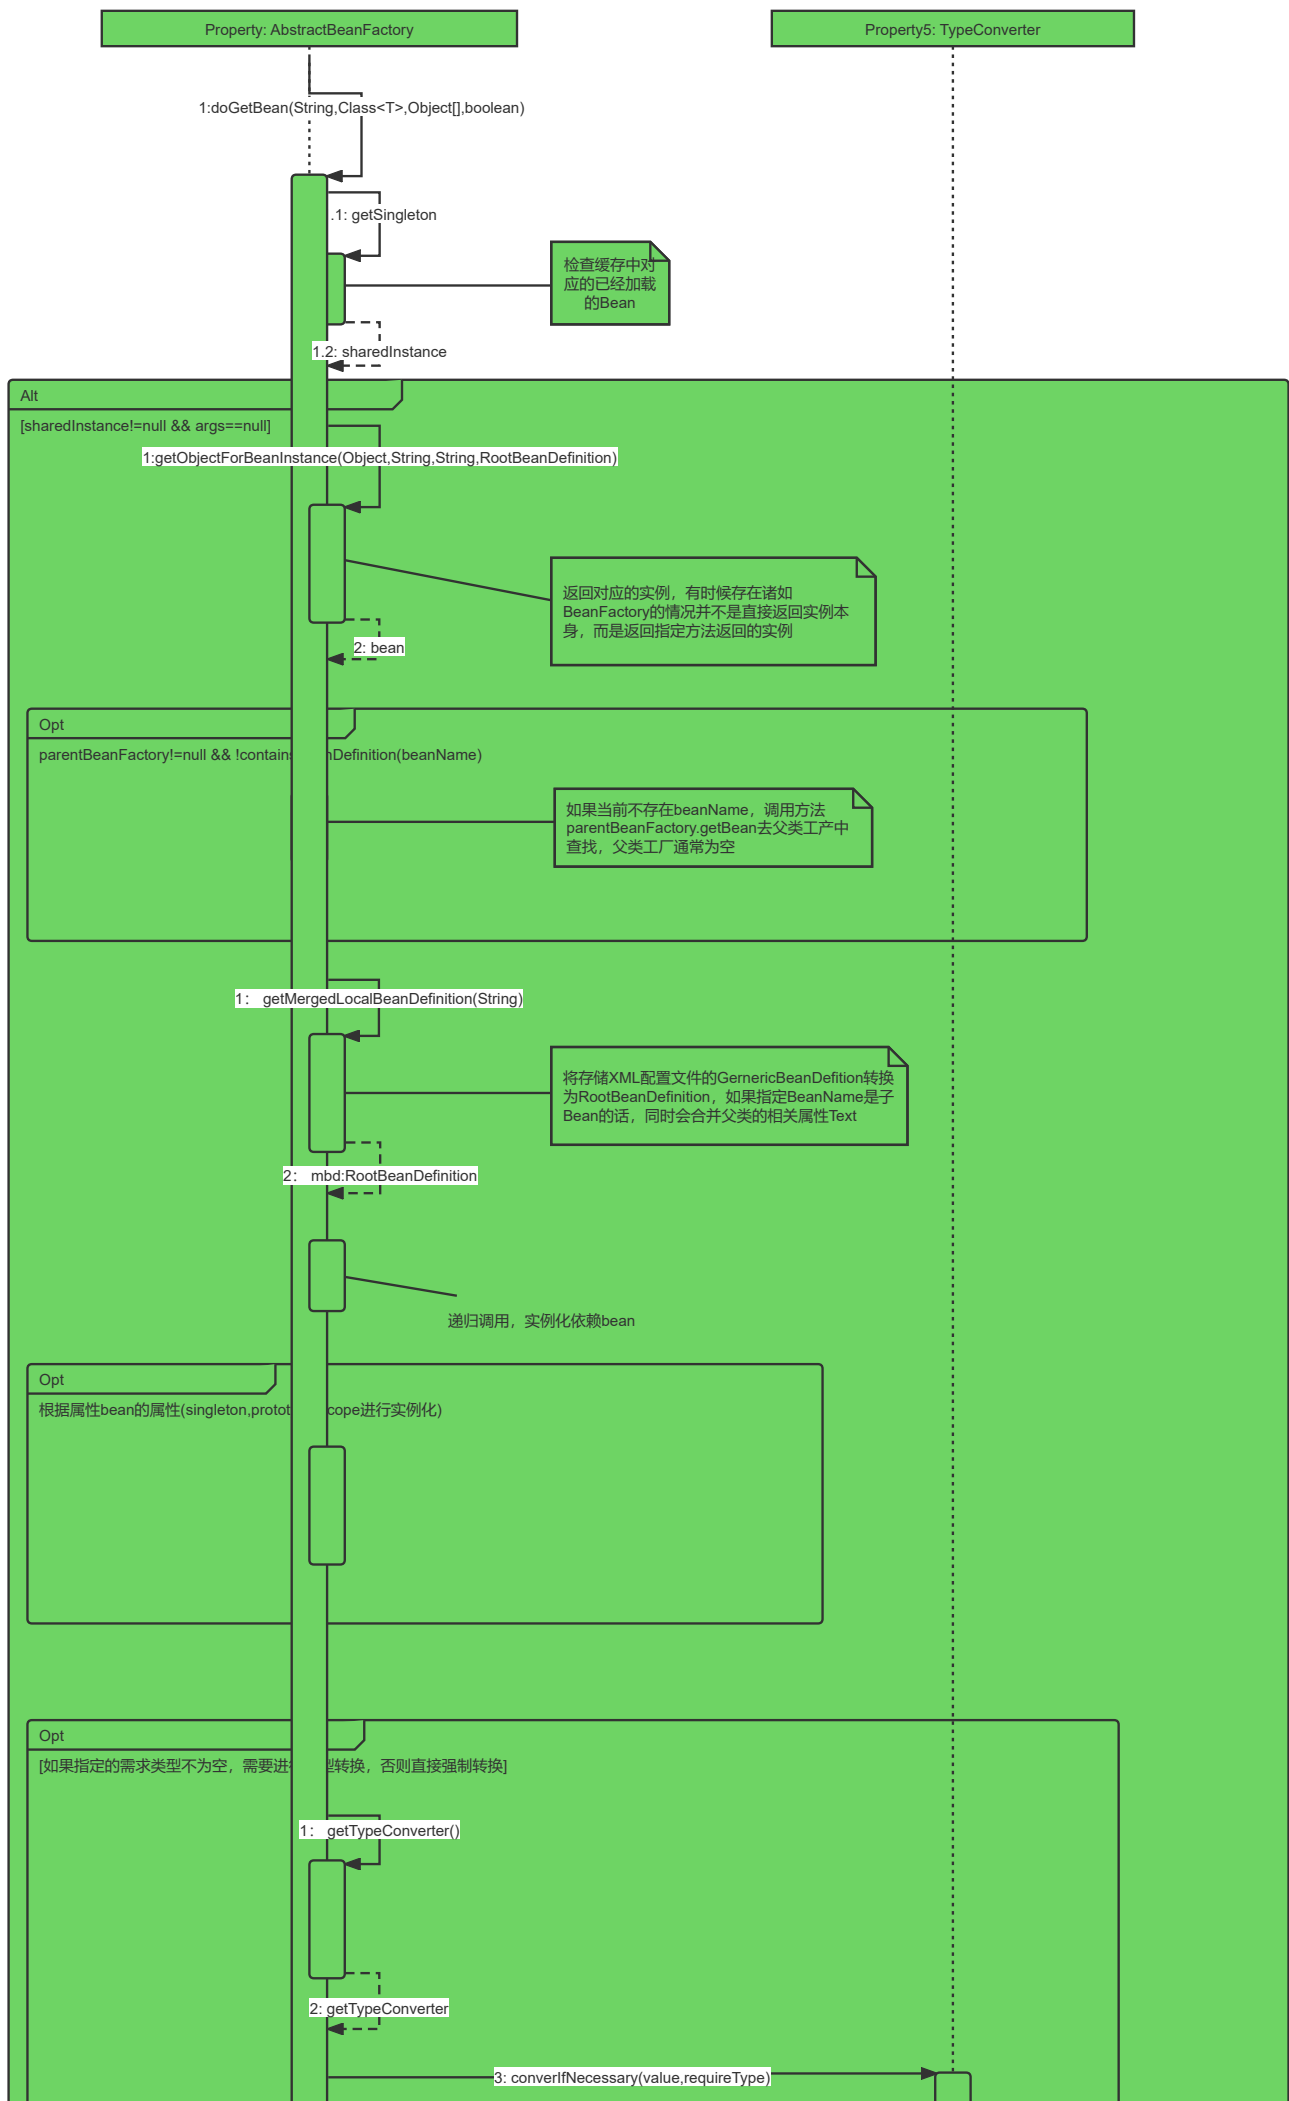 Property: AbstractBeanFactory
Property5: TypeConverter
1:doGetBean(String,Class<T>,Object[],boolean)
.1: getSingleton
检查缓存中对
应的已经加载
的Bean
1.2: sharedInstance
Alt
[sharedInstance!=null && args==null]
1:getObjectForBeanInstance(Object,String,String,RootBeanDefinition)
返回对应的实例，有时候存在诸如
BeanFactory的情况并不是直接返回实例本
身，而是返回指定方法返回的实例
2: bean
Opt
parentBeanFactory!=null && !contains nDefinition(beanName)
如果当前不存在beanName，调用方法
parentBeanFactory.getBean去父类工产中
查找，父类工厂通常为空
1： getMergedLocalBeanDefinition(String)
将存储XML配置文件的GernericBeanDefition转换
为RootBeanDefinition，如果指定BeanName是子
Bean的话，同时会合并父类的相关属性Text
2： mbd:RootBeanDefinition
递归调用，实例化依赖bean
Opt
根据属性bean的属性(singleton,protot cope进行实例化)
Opt
[如果指定的需求类型不为空，需要进 型转换，否则直接强制转换]
1： getTypeConverter()
2: getTypeConverter
3: converIfNecessary(value,requireType)